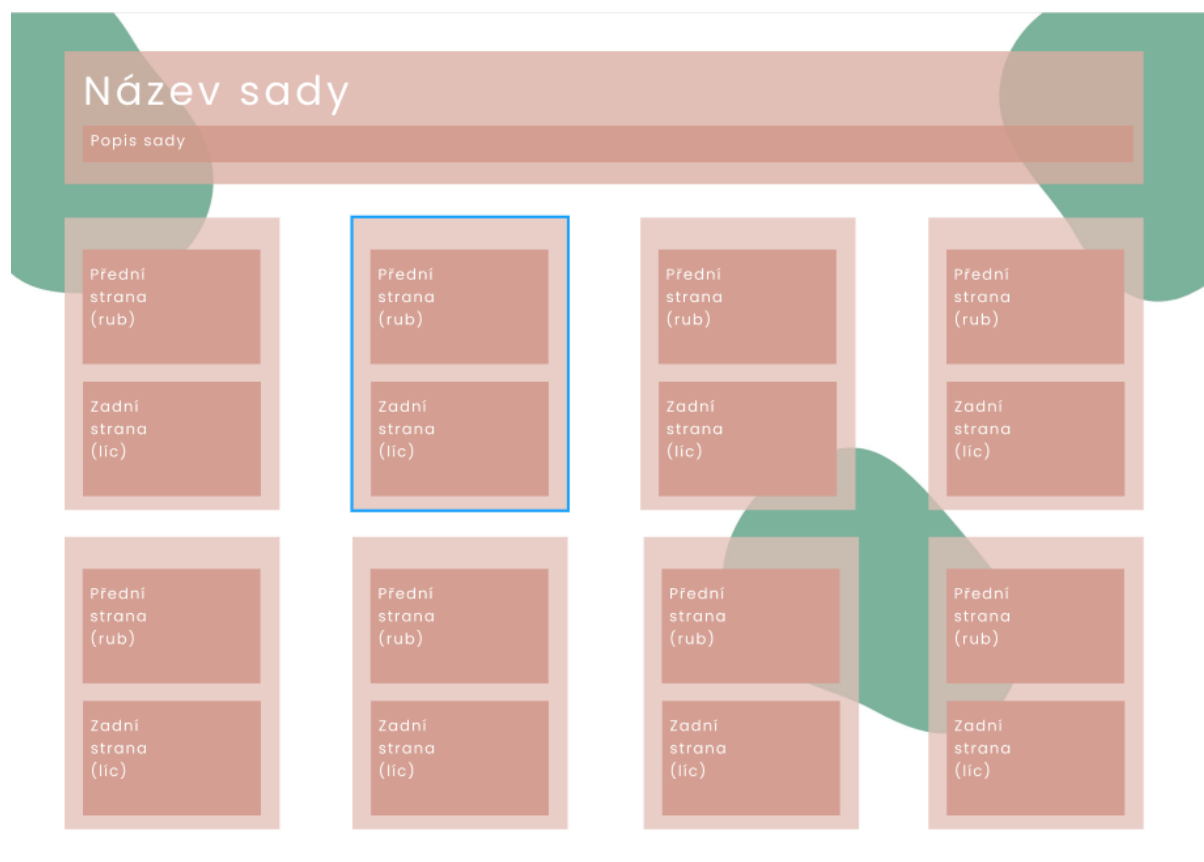 Název sady
Popis sady
Přední
strana
(rub)
Přední
strana
(rub)
Přední
strana
(rub)
Přední
strana
(rub)
Zadní
strana
(líc)
Zadní
strana
(líc)
Zadní
strana
(líc)
Zadní
strana
(líc)
Přední
strana
(rub)
Přední
strana
(rub)
Přední
strana
(rub)
Přední
strana
(rub)
Zadní
strana
(líc)
Zadní
strana
(líc)
Zadní
strana
(líc)
Zadní
strana
(líc)